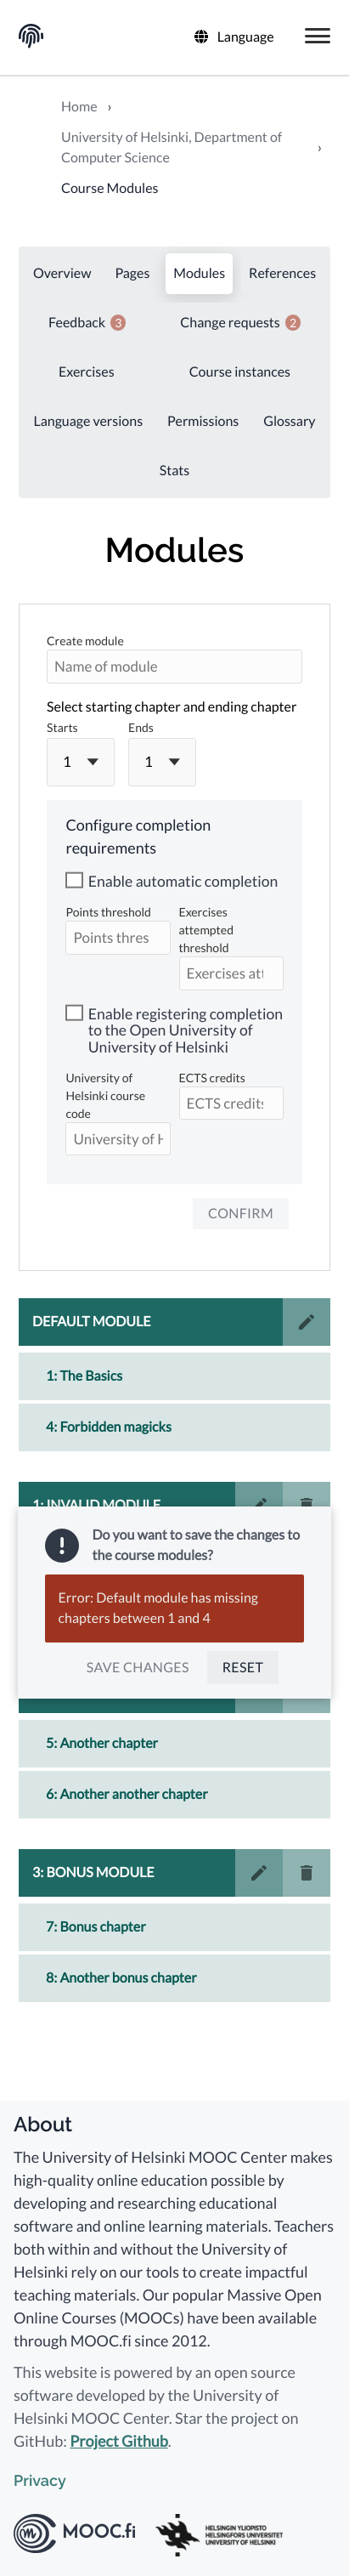 Language
Home ›
University of Helsinki, Department of
Computer Science ›
Course Modules
Overview Pages Modules References
Feedback 3 Change requests 2
Exercises Course instances
Language versions Permissions Glossary
Stats
Modules
Create module
Name of module
Select starting chapter and ending chapter
Starts Ends
1 1
Configure completion
requirements
Enable automatic completion
Points threshold
Points thres
Exercises
attempted
threshold
Exercises att
Enable registering completion
to the Open University of
University of Helsinki
University of
Helsinki course
code
University of H
ECTS credits
ECTS credits
CONFIRM
DEFAULT MODULE
1: The Basics
4: Forbidden magicks
1: INVALID MODULE
Do you want to save the changes to
the course modules?
Error: Default module has missing
chapters between 1 and 4
SAVE CHANGES RESET
5: Another chapter
6: Another another chapter
3: BONUS MODULE
7: Bonus chapter
8: Another bonus chapter
About
The University of Helsinki MOOC Center makes
high-quality online education possible by
developing and researching educational
software and online learning materials. Teachers
both within and without the University of
Helsinki rely on our tools to create impactful
teaching materials. Our popular Massive Open
Online Courses (MOOCs) have been available
through MOOC.fi since 2012.
This website is powered by an open source
software developed by the University of
Helsinki MOOC Center. Star the project on
GitHub: Project Github.
Privacy
MOOC.fi
HELSINGIN YLIOPISTO
HELSINGFORS UNIVERSITET
UNIVERSITY OF HELSINKI